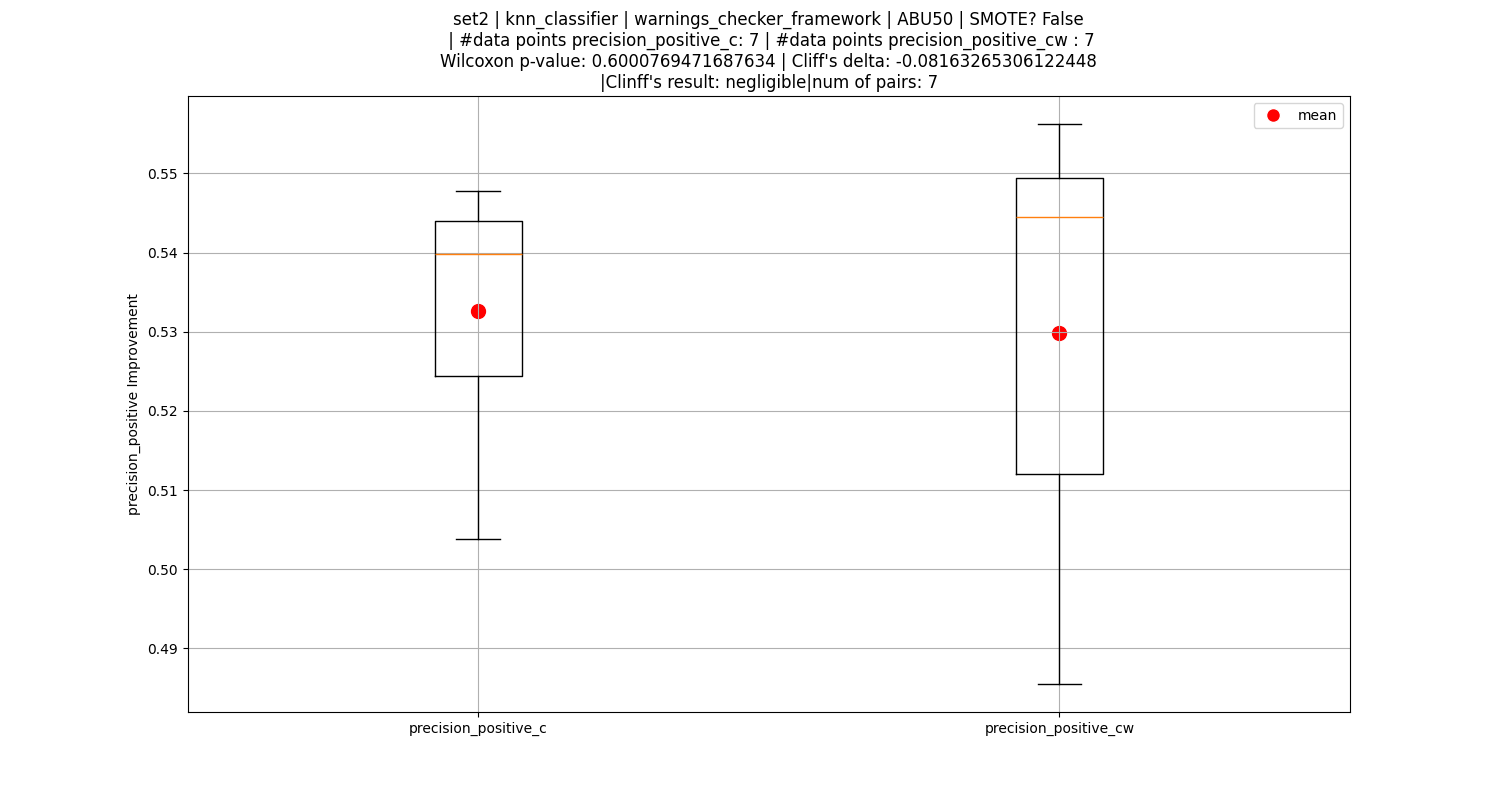 set2 | knn_classifier | warnings_checker_framework | ABU50 | SMOTE? False
| #data points precision_positive_c: 7 | #data points precision_positive_cw : 7
Wilcoxon p-value: 0.6000769471687634 | Cliff's delta: -0.08163265306122448
|Clinff's result: negligible|num of pairs: 7
mean
0.55
0.54
0.53
0.52
0.51
0.50
0.49
precision_positive Improvement
precision_positive_c
precision_positive_cw